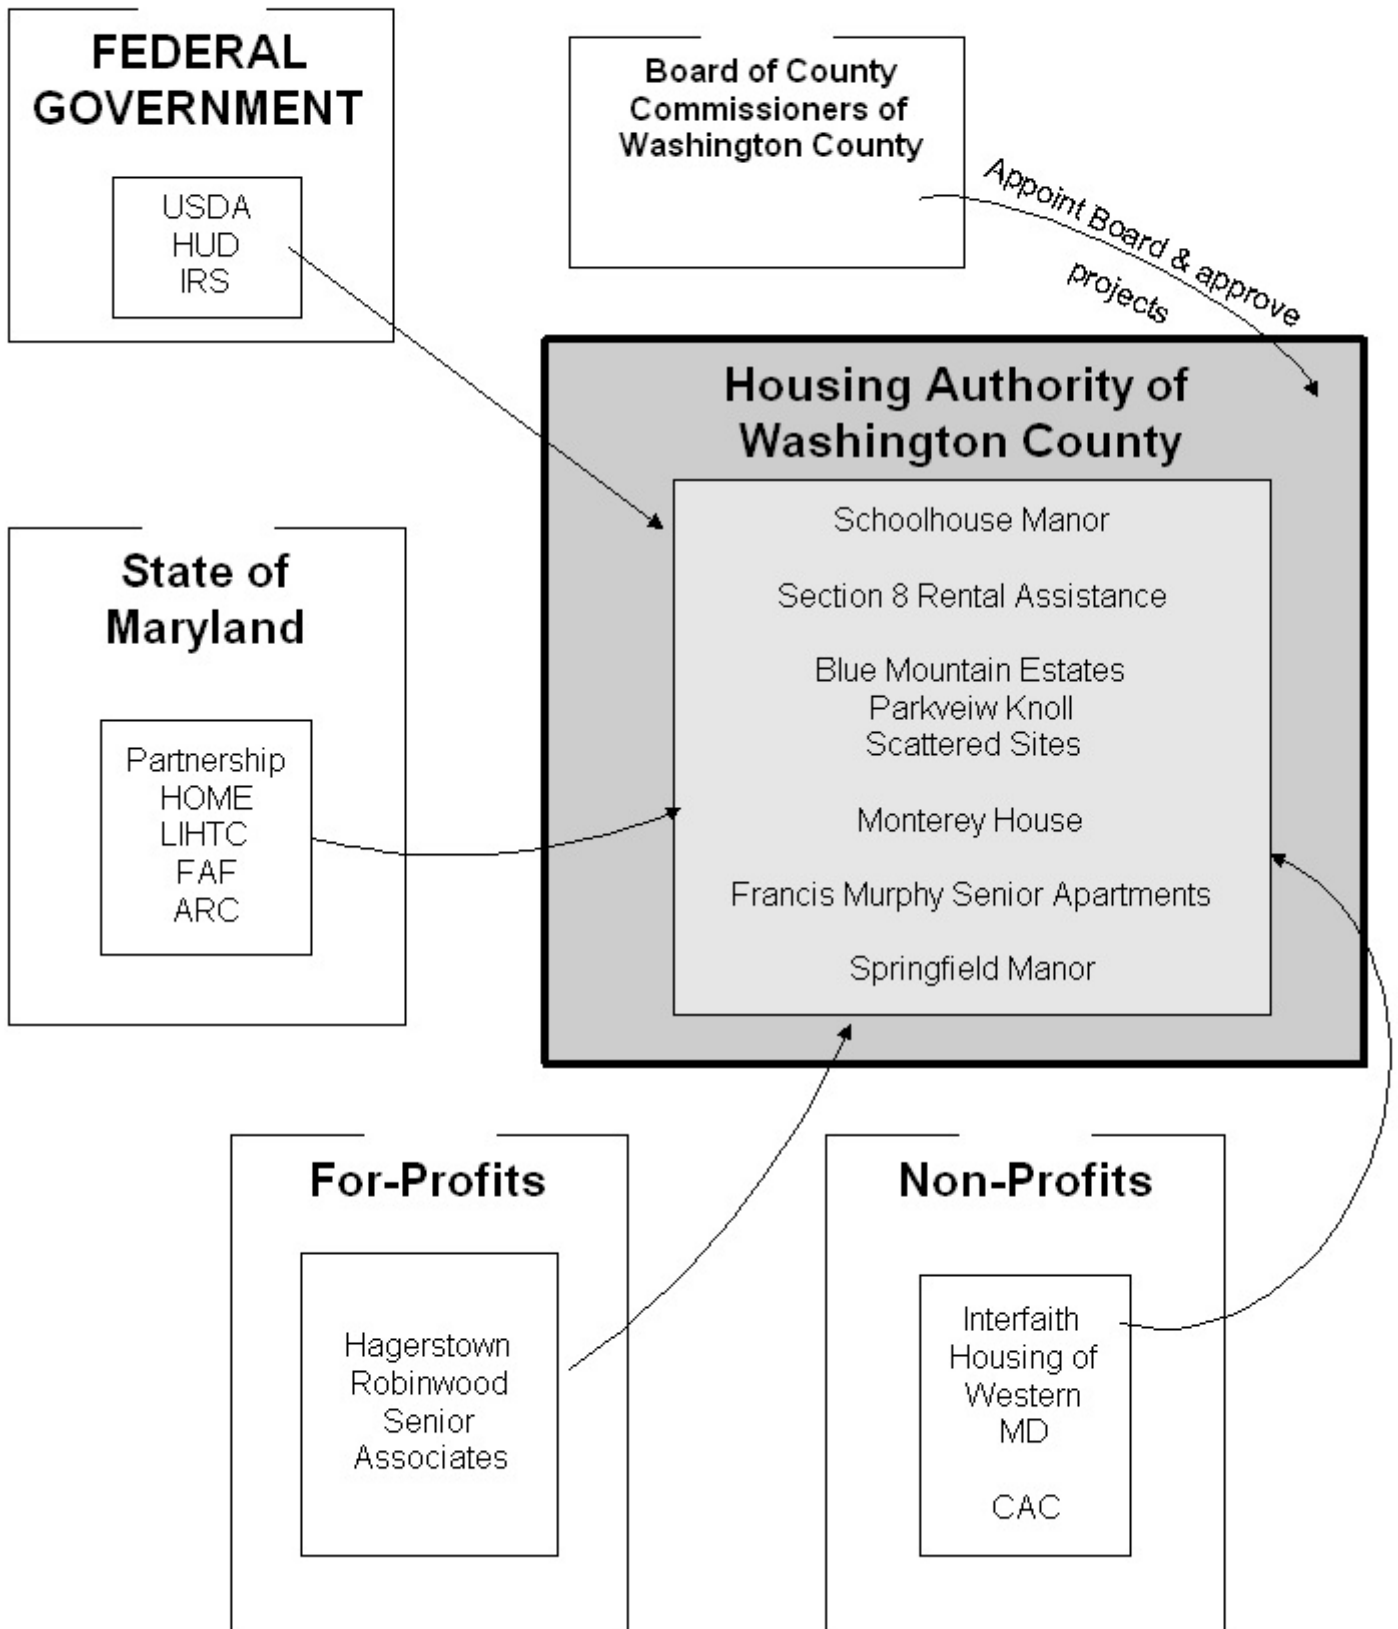 FEDERAL
GOVERNMENT
USDA
HUD
IRS
Board of County
Commissioners of
Washington County
Appoint Board & approve
projects
Housing Authority of
Washington County
Schoolhouse Manor
Section 8 Rental Assistance
Blue Mountain Estates
Parkveiw Knoll
Scattered Sites
Monterey House
Francis Murphy Senior Apartments
Springfield Manor
State of
Maryland
Partnership
HOME
LIHTC
FAF
ARC
For-Profits
Hagerstown
Robinwood
Senior
Associates
Non-Profits
Interfaith
Housing of
Western
MD
CAC